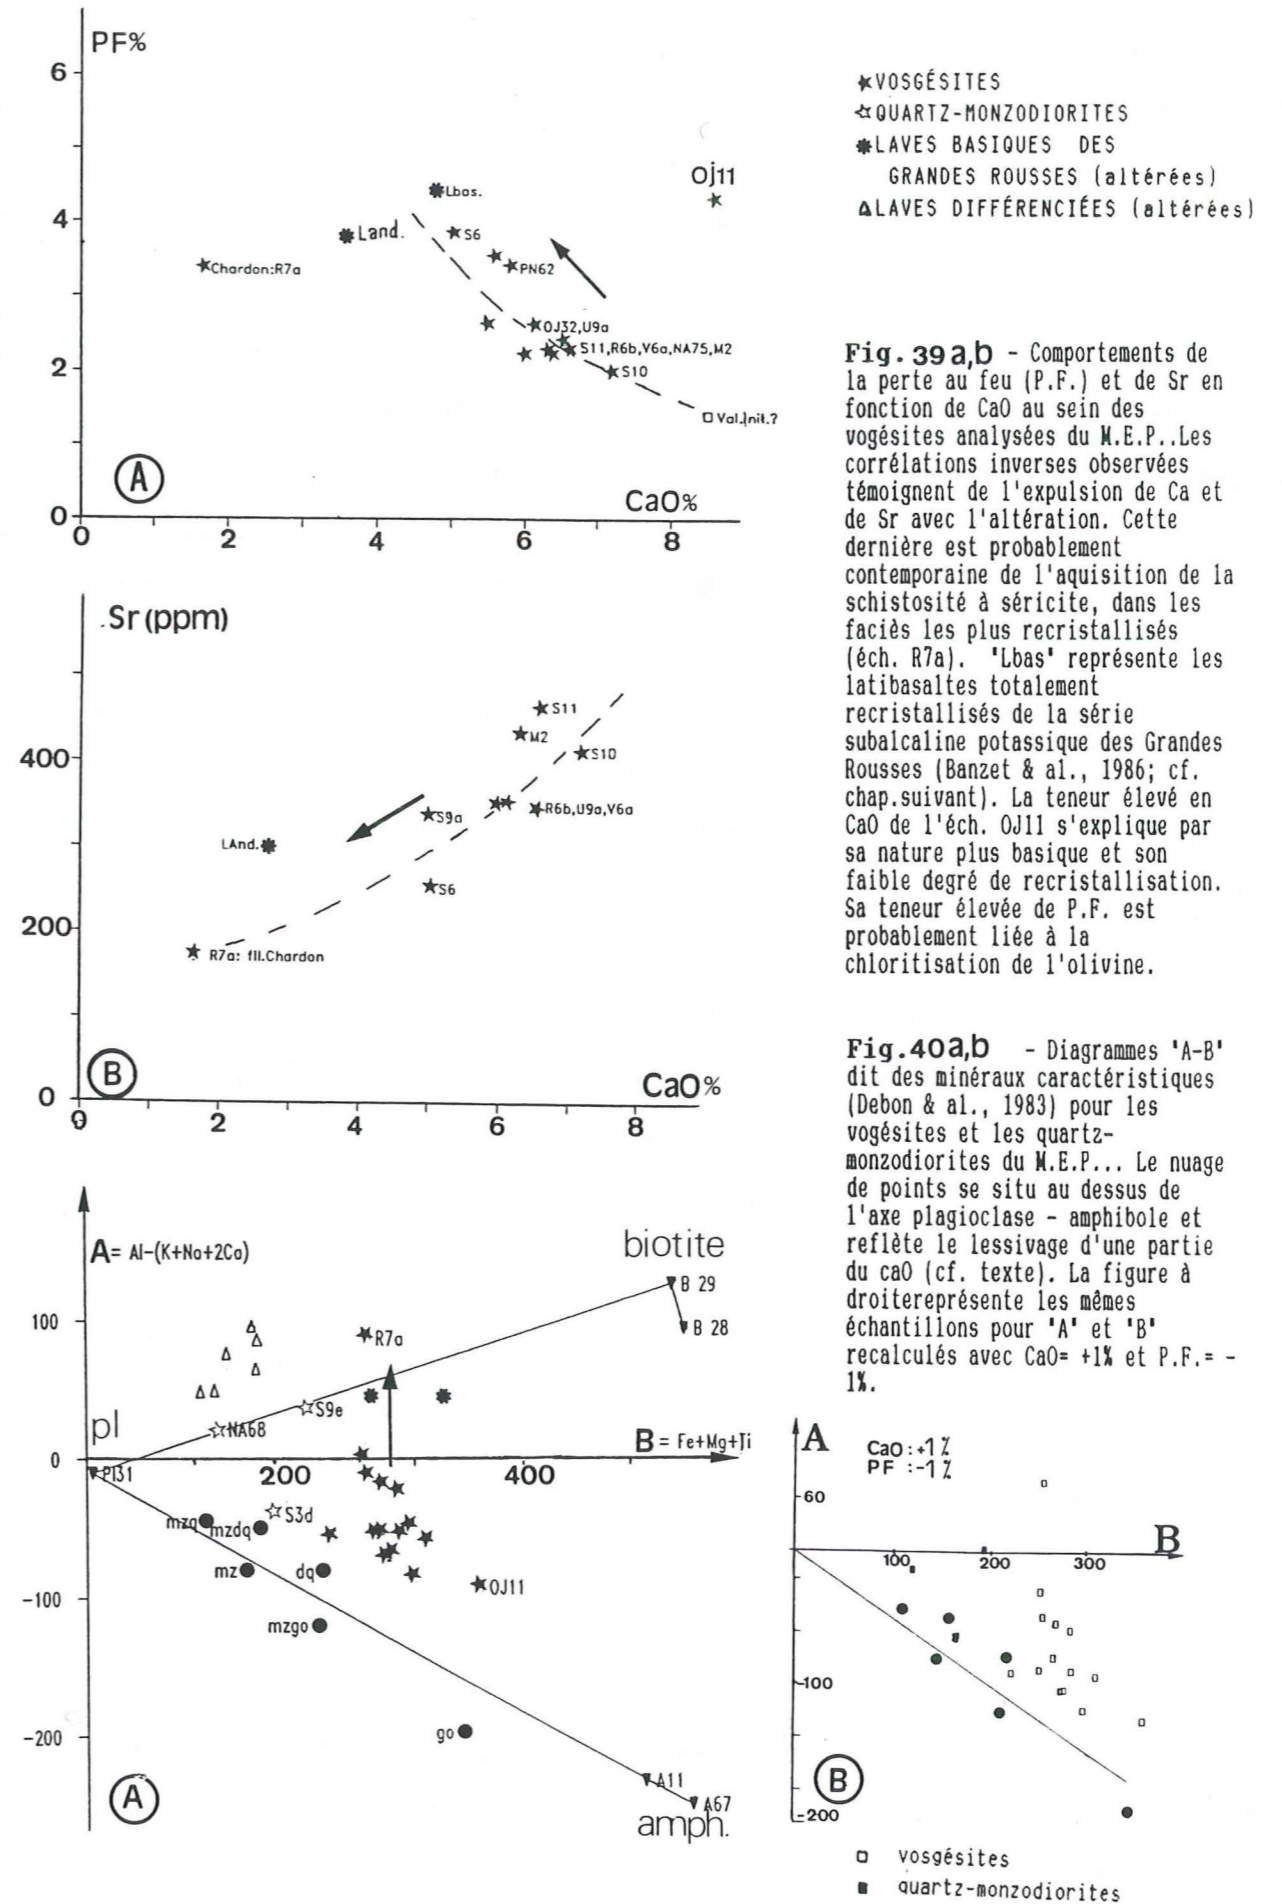 PF%
6
4
2
0
Lbas.
Land.
S6
PN62
Chardon:R7a
OJ32,U9a
S11,R6b,V6a,NA75,M2
S10
Val.Init.?
Oj11
A
CaO%
0 2 4 6 8
VOSGÉSITES
QUARTZ-MONZODIORITES
LAVES BASIQUES DES
GRANDES ROUSSES (altérées)
LAVES DIFFÉRENCIÉES (altérées)
Fig.39a,b - Comportements de
la perte au feu (P.F.) et de Sr en
fonction de CaO au sein des
vogésites analysées du M.E.P..Les
corrélations inverses observées
témoignent de l'expulsion de Ca et
de Sr avec l'altération. Cette
dernière est probablement
contemporaine de l'aquisition de la
schistosité à séricite, dans les
faciès les plus recristallisés
(éch. R7a). 'Lbas' représente les
latibasaltes totalement
recristallisés de la série
subalcaline potassique des Grandes
Rousses (Banzet & al., 1986; cf.
chap.suivant). La teneur élevé en
CaO de l'éch. OJ11 s'explique par
sa nature plus basique et son
faible degré de recristallisation.
Sa teneur élevée de P.F. est
probablement liée à la
chloritisation de l'olivine.
Sr (ppm)
400
200
0
S11
M2
S10
R6b,U9a,V6a
S9a
LAnd.
S6
R7a: fil.Chardon
B
CaO%
0 2 4 6 8
Fig.40a,b - Diagrammes 'A-B'
dit des minéraux caractéristiques
(Debon & al., 1983) pour les
vogésites et les quartz-
monzodiorites du M.E.P... Le nuage
de points se situ au dessus de
l'axe plagioclase - amphibole et
reflète le lessivage d'une partie
du caO (cf. texte). La figure à
droitereprésente les mêmes
échantillons pour 'A' et 'B'
recalculés avec CaO= +1% et P.F.= -
1%.
A= Al-(K+Na+2Ca)
biotite
B 29
B 28
100
R7a
S9e
NA68
pl
B = Fe+Mg+Ti
0
200 400
Pl31
S3d
mzq
mzdq
mz
dq
OJ11
-100
mzgo
-200
go
A11
A67
amph.
A
A
CaO :+1 %
PF :-1 %
60
B
100 200 300
-100
-200
B
vosgésites
quartz-monzodiorites